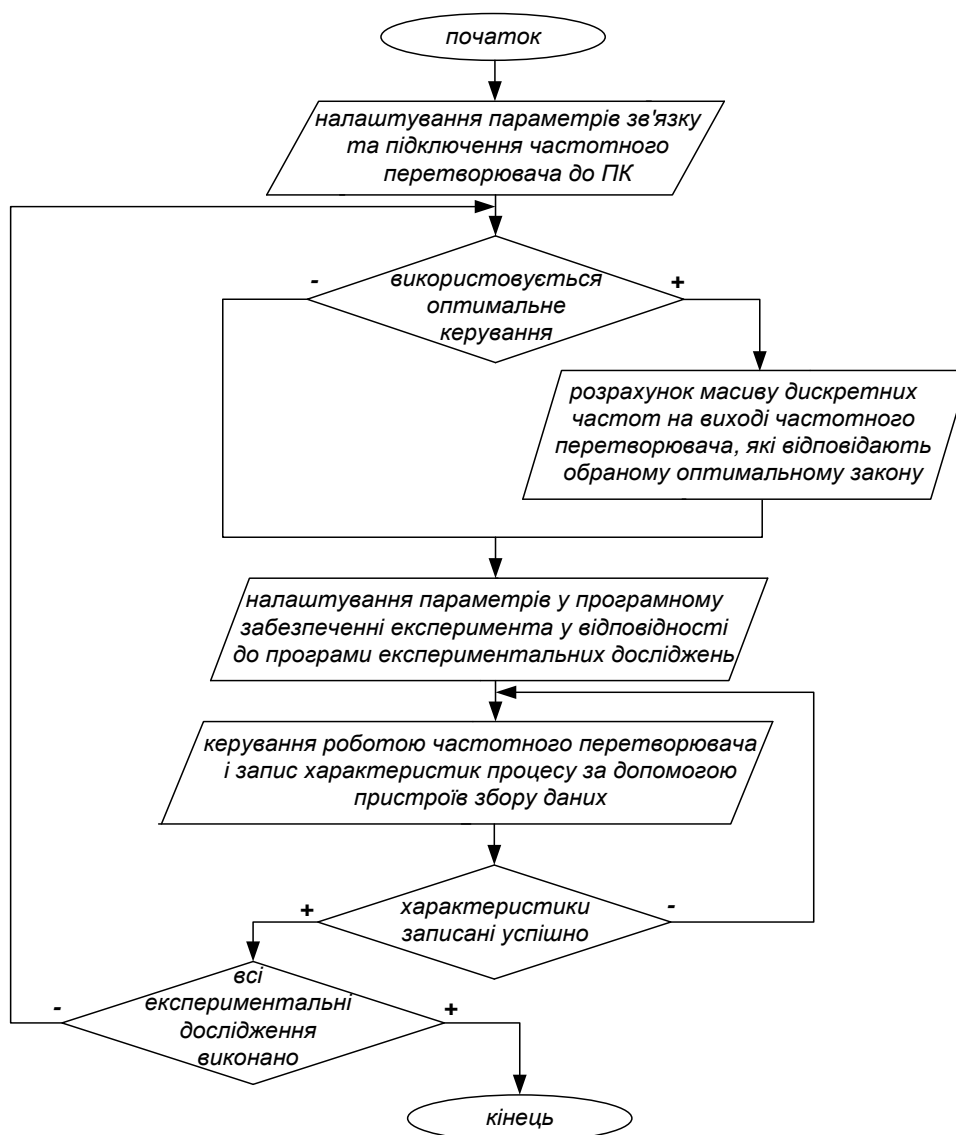 початок
налаштування параметрів зв'язку
та підключення частотного
перетворювача до ПК
-
використовується
оптимальне
керування
+
розрахунок масиву дискретних
частот на виході частотного
перетворювача, які відповідають
обраному оптимальному закону
налаштування параметрів у програмному
забезпеченні експеримента у відповідності
до програми експериментальних досліджень
керування роботою частотного перетворювача
і запис характеристик процесу за допомогою
пристроїв збору даних
+
характеристики
записані успішно
-
-
всі
експериментальні
дослідження
виконано
+
кінець